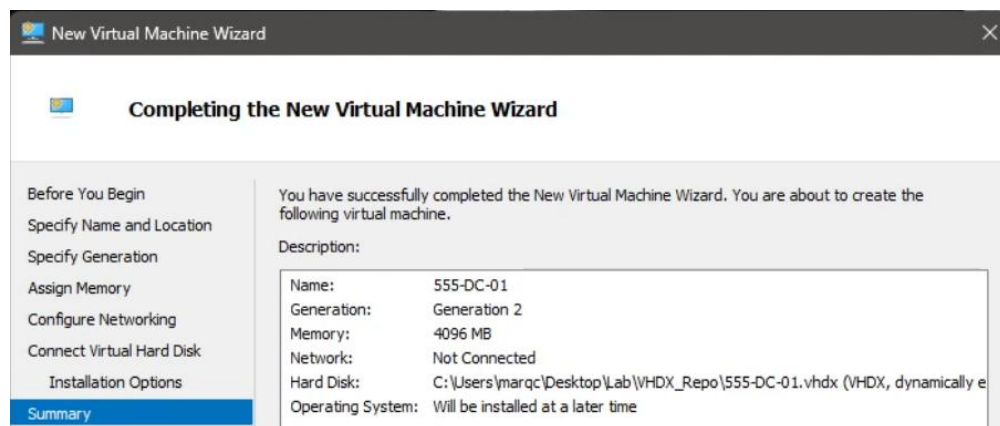 New Virtual Machine Wizard
Completing the New Virtual Machine Wizard
Before You Begin
Specify Name and Location
Specify Generation
Assign Memory
Configure Networking
Connect Virtual Hard Disk
Installation Options
Summary
You have successfully completed the New Virtual Machine Wizard. You are about to create the
following virtual machine.
Description:
Name: 555-DC-01
Generation: Generation 2
Memory: 4096 MB
Network: Not Connected
Hard Disk: C:\Users\marqc\Desktop\Lab\VHDX_Repo\555-DC-01.vhdx (VHDX, dynamically e
Operating System: Will be installed at a later time